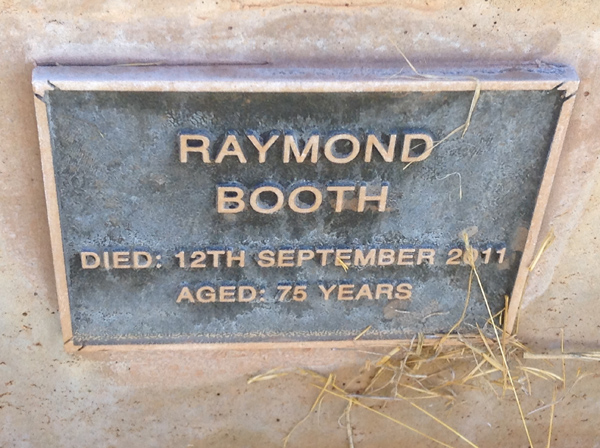 RAYMOND
BOOTH
DIED: 12TH SEPTEMBER 2011
AGED: 75 YEARS